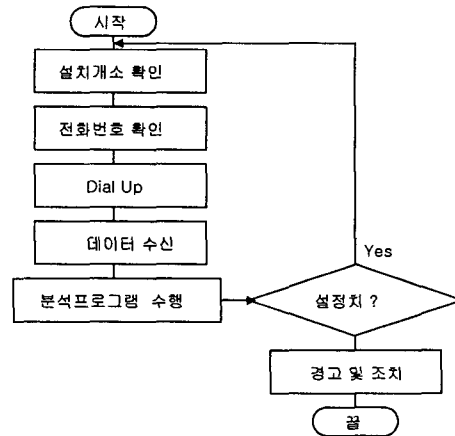 시작
설치개소 확인
전화번호 확인
Dial Up
데이터 수신
분석프로그램 수행
Yes
설정치 ?
경고 및 조치
끝